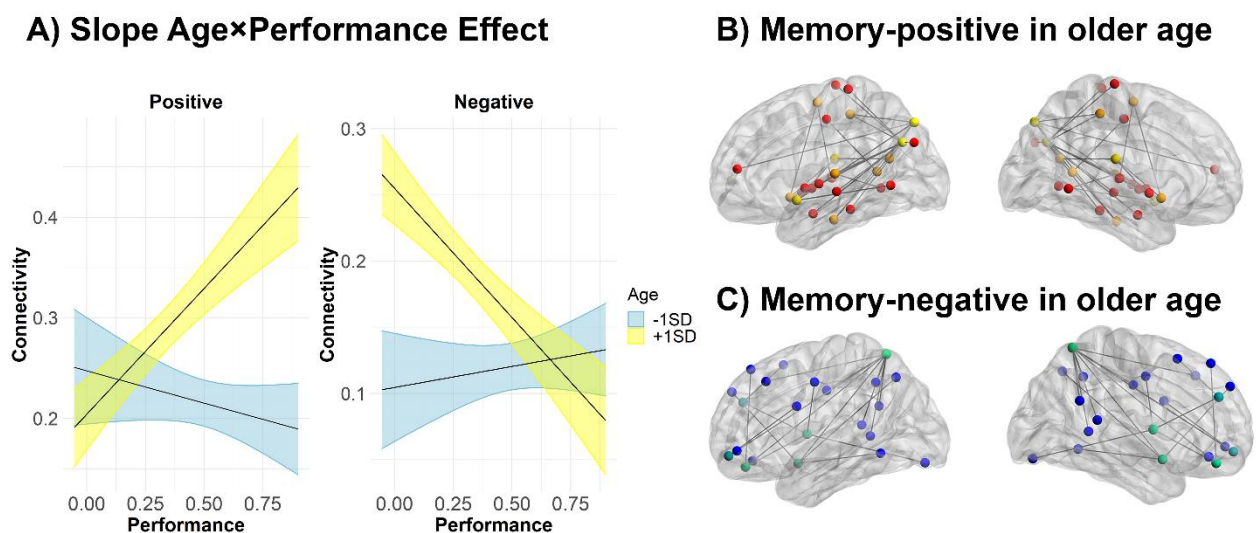 A) Slope Age×Performance Effect
Positive
Negative
Connectivity
0.4
0.3
0.2
0.00 0.25 0.50 0.75
Performance
Connectivity
0.3
0.2
0.1
0.00 0.25 0.50 0.75
Performance
Age
-1SD
+1SD
B) Memory-positive in older age
C) Memory-negative in older age